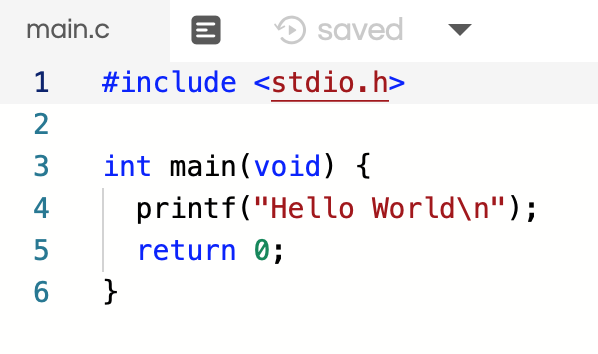 main.c saved
1 #include <stdio.h>
2
3 int main(void) {
4   printf("Hello World\n");
5   return 0;
6 }